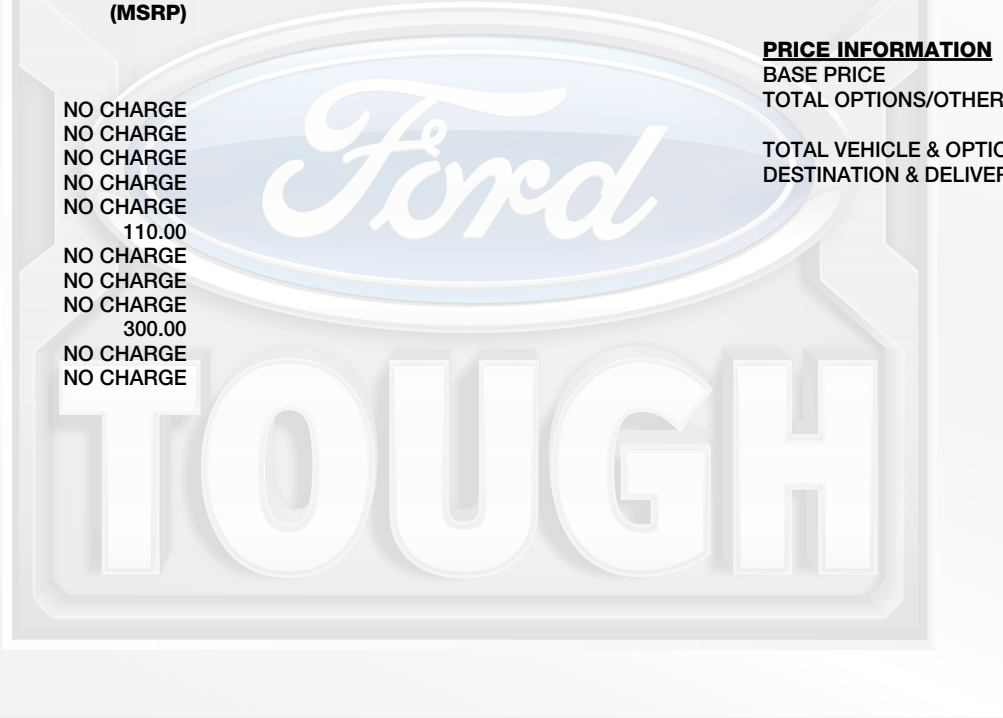 (MSRP)
NO CHARGE
NO CHARGE
NO CHARGE
NO CHARGE
NO CHARGE
110.00
NO CHARGE
NO CHARGE
NO CHARGE
300.00
NO CHARGE
NO CHARGE
PRICE INFORMATION
BASE PRICE
TOTAL OPTIONS/OTHER
TOTAL VEHICLE & OPTIO
DESTINATION & DELIVER
Ford
TOUGH